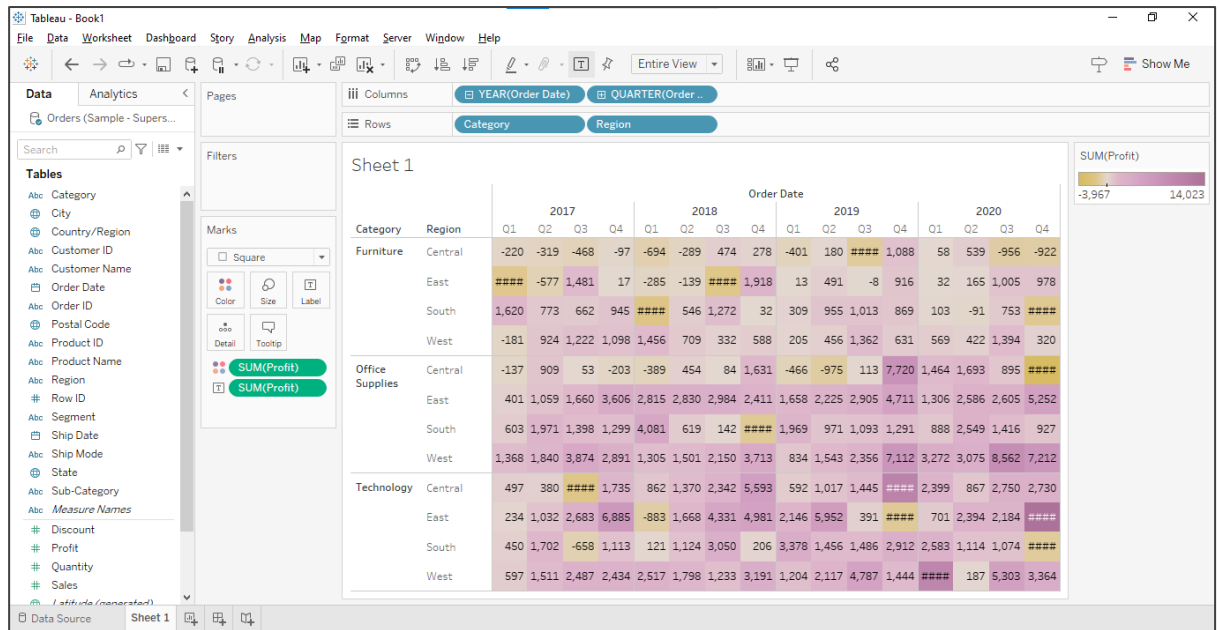 Tableau - Book1
File Data Worksheet Dashboard Story Analysis Map Format Server Window Help
Entire View
Show Me
Data Analytics
Orders (Sample - Supers...
Search
Tables
Abc Category
City
Country/Region
Abc Customer ID
Abc Customer Name
Order Date
Abc Order ID
Postal Code
Abc Product ID
Abc Product Name
Abc Region
# Row ID
Abc Segment
Ship Date
Abc Ship Mode
State
Abc Sub-Category
Abc Measure Names
# Discount
# Profit
# Quantity
# Sales
Latitude (generated)
Pages
Filters
Marks
Square
Color Size Label
Detail Tooltip
SUM(Profit)
SUM(Profit)
iii Columns YEAR(Order Date) QUARTER(Order ..
Rows Category Region
Sheet 1
Order Date
2017 2018 2019 2020
Category Region Q1 Q2 Q3 Q4 Q1 Q2 Q3 Q4 Q1 Q2 Q3 Q4 Q1 Q2 Q3 Q4
Furniture Central -220 -319 -468 -97 -694 -289 474 278 -401 180 #### 1,088 58 539 -956 -922
East #### -577 1,481 17 -285 -139 #### 1,918 13 491 -8 916 32 165 1,005 978
South 1,620 773 662 945 #### 546 1,272 32 309 955 1,013 869 103 -91 753 ####
West -181 924 1,222 1,098 1,456 709 332 588 205 456 1,362 631 569 422 1,394 320
Office Supplies Central -137 909 53 -203 -389 454 84 1,631 -466 -975 113 7,720 1,464 1,693 895 ####
East 401 1,059 1,660 3,606 2,815 2,830 2,984 2,411 1,658 2,225 2,905 4,711 1,306 2,586 2,605 5,252
South 603 1,971 1,398 1,299 4,081 619 142 #### 1,969 971 1,093 1,291 888 2,549 1,416 927
West 1,368 1,840 3,874 2,891 1,305 1,501 2,150 3,713 834 1,543 2,356 7,112 3,272 3,075 8,562 7,212
Technology Central 497 380 #### 1,735 862 1,370 2,342 5,593 592 1,017 1,445 #### 2,399 867 2,750 2,730
East 234 1,032 2,683 6,885 -883 1,668 4,331 4,981 2,146 5,952 391 #### 701 2,394 2,184 ####
South 450 1,702 -658 1,113 121 1,124 3,050 206 3,378 1,456 1,486 2,912 2,583 1,114 1,074 ####
West 597 1,511 2,487 2,434 2,517 1,798 1,233 3,191 1,204 2,117 4,787 1,444 #### 187 5,303 3,364
SUM(Profit)
-3,967 14,023
Data Source Sheet 1